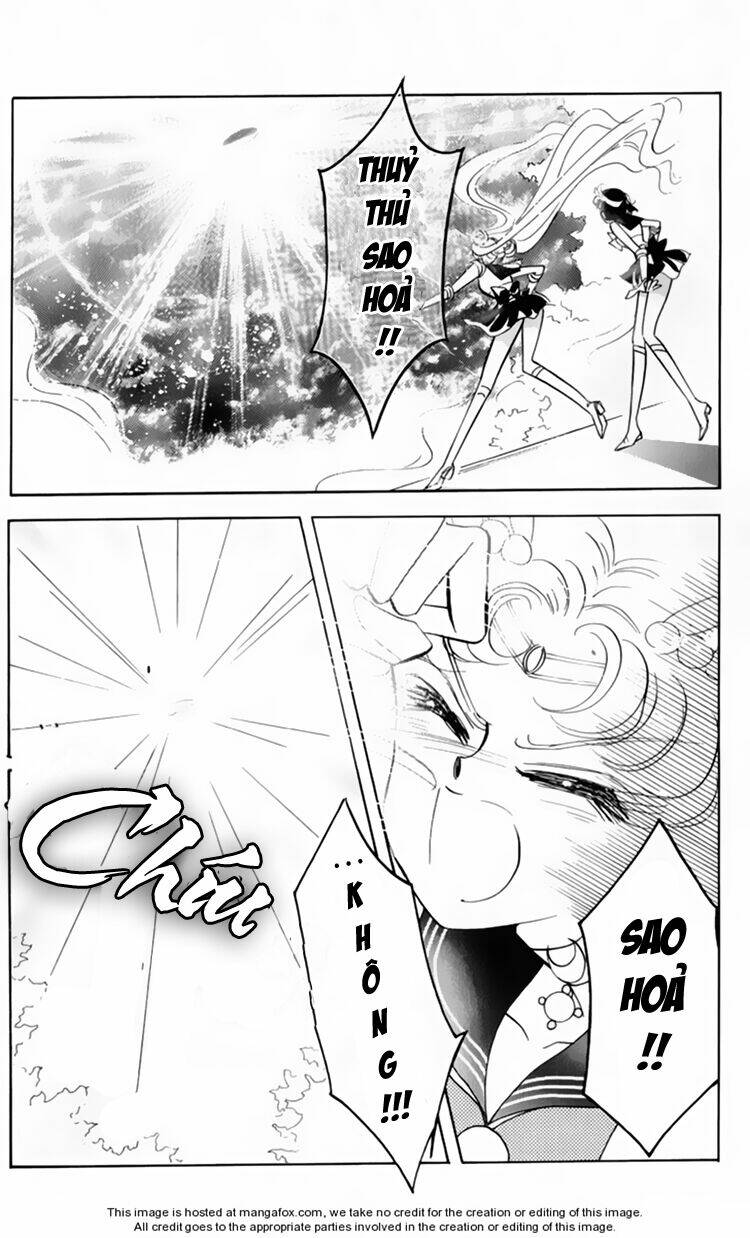 THUỶ
THỦ
SAO
HOẢ
!!
SAO
HOẢ
!!
...
K
H
Ô
N
G
!!!
Chíu
This image is hosted at mangafox.com, we take no credit for the creation or editing of this image.
All credit goes to the appropriate parties involved in the creation or editing of this image.